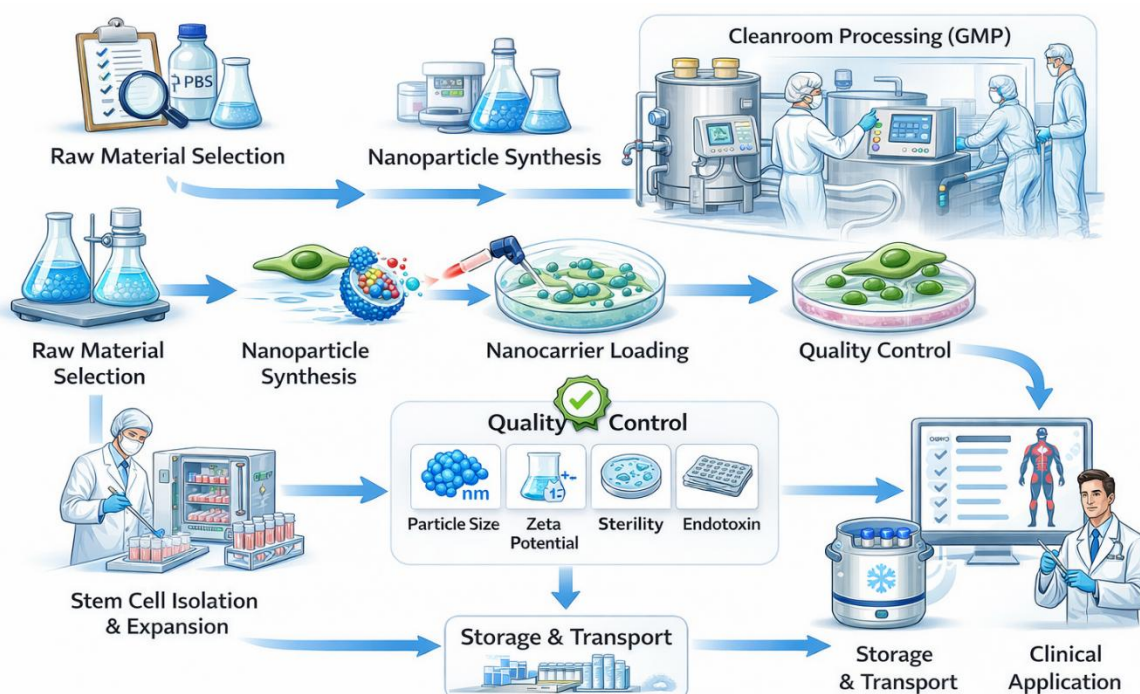 Cleanroom Processing (GMP)
PBS
Raw Material Selection
Nanoparticle Synthesis
Raw Material
Selection
Nanoparticle
Synthesis
Nanocarrier Loading
Quality Control
Quality Control
nm
Particle Size
Zeta
Potential
Sterility
Endotoxin
Stem Cell Isolation
& Expansion
Storage & Transport
Storage
& Transport
Clinical
Application